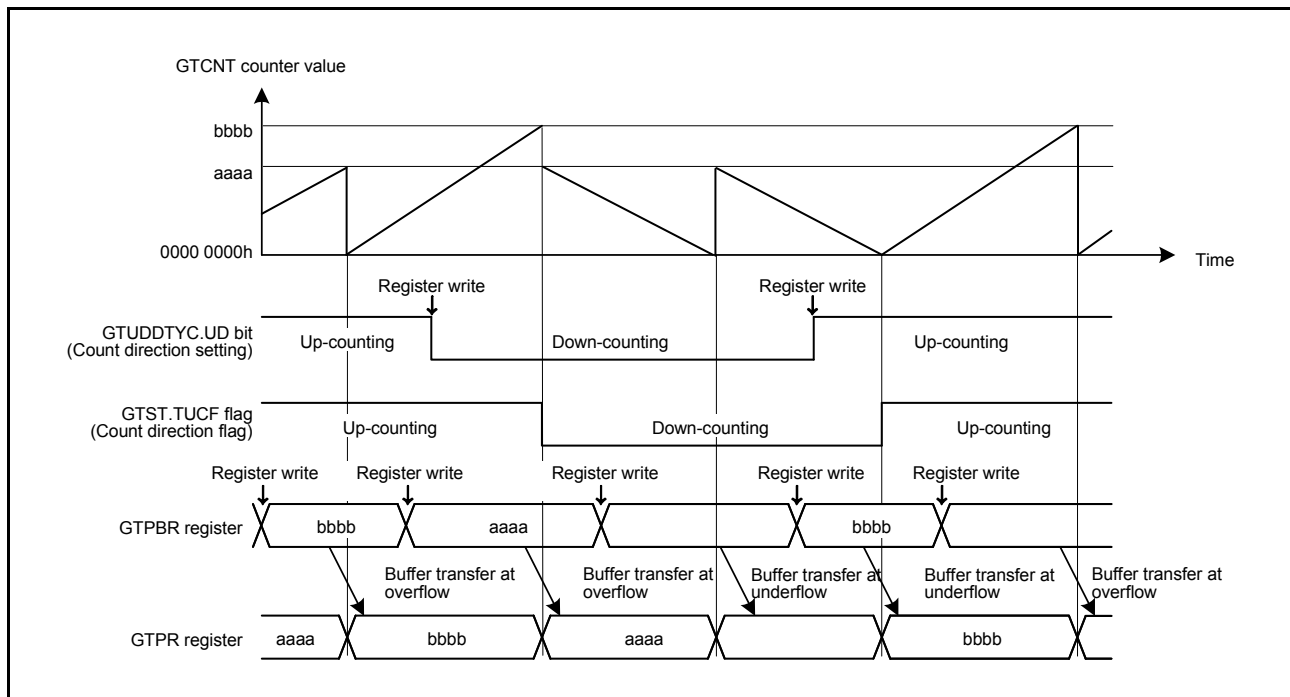 GTCNT counter value
bbbb
aaaa
0000 0000h
Time
Register write
Register write
GTUDDTYC.UD bit
(Count direction setting)
Up-counting
Down-counting
Up-counting
GTST.TUCF flag
(Count direction flag)
Up-counting
Down-counting
Up-counting
Register write
Register write
Register write
Register write
Register write
GTPBR register
bbbb
aaaa
bbbb
Buffer transfer at
overflow
Buffer transfer at
overflow
Buffer transfer at
underflow
Buffer transfer at
underflow
Buffer transfer at
overflow
GTPR register
aaaa
bbbb
aaaa
bbbb